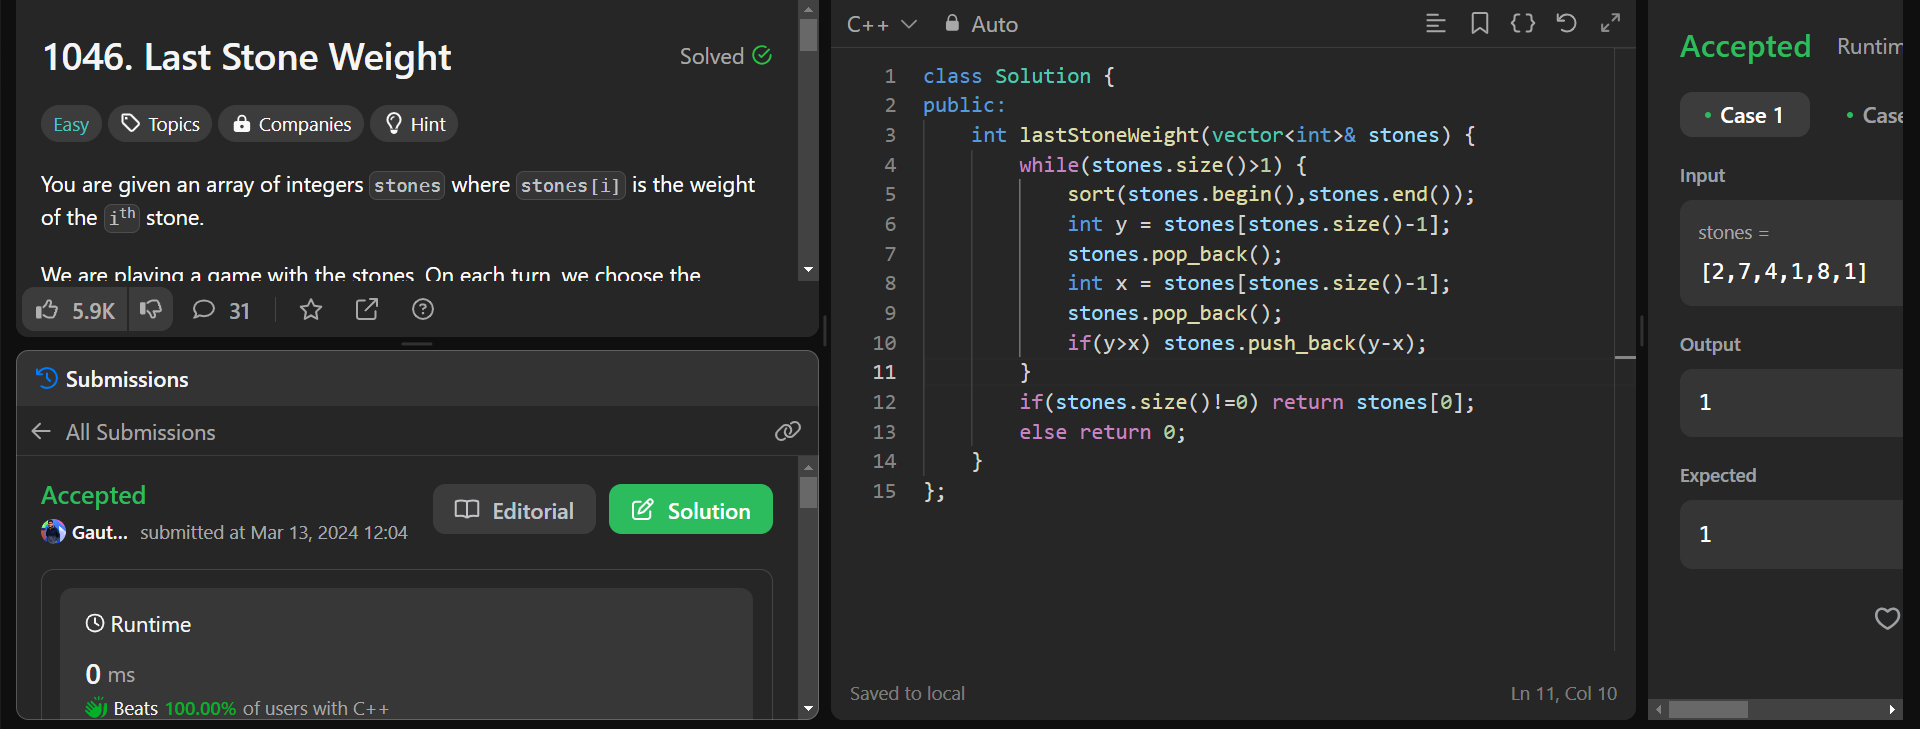 1046. Last Stone Weight
Solved
Easy
Topics
Companies
Hint
You are given an array of integers stones where stones[i] is the weight
of the ith stone.
We are playing a game with the stones. On each turn, we choose the
5.9K
31
Submissions
All Submissions
Accepted
Gaut... submitted at Mar 13, 2024 12:04
Editorial
Solution
Runtime
0 ms
Beats 100.00% of users with C++
C++
Auto
1 class Solution {
2 public:
3     int lastStoneWeight(vector<int>& stones) {
4         while(stones.size()>1) {
5             sort(stones.begin(),stones.end());
6             int y = stones[stones.size()-1];
7             stones.pop_back();
8             int x = stones[stones.size()-1];
9             stones.pop_back();
10             if(y>x) stones.push_back(y-x);
11         }
12         if(stones.size()!=0) return stones[0];
13         else return 0;
14     }
15 };
Saved to local
Ln 11, Col 10
Accepted Runtim
• Case 1
• Case
Input
stones =
[2,7,4,1,8,1]
Output
1
Expected
1